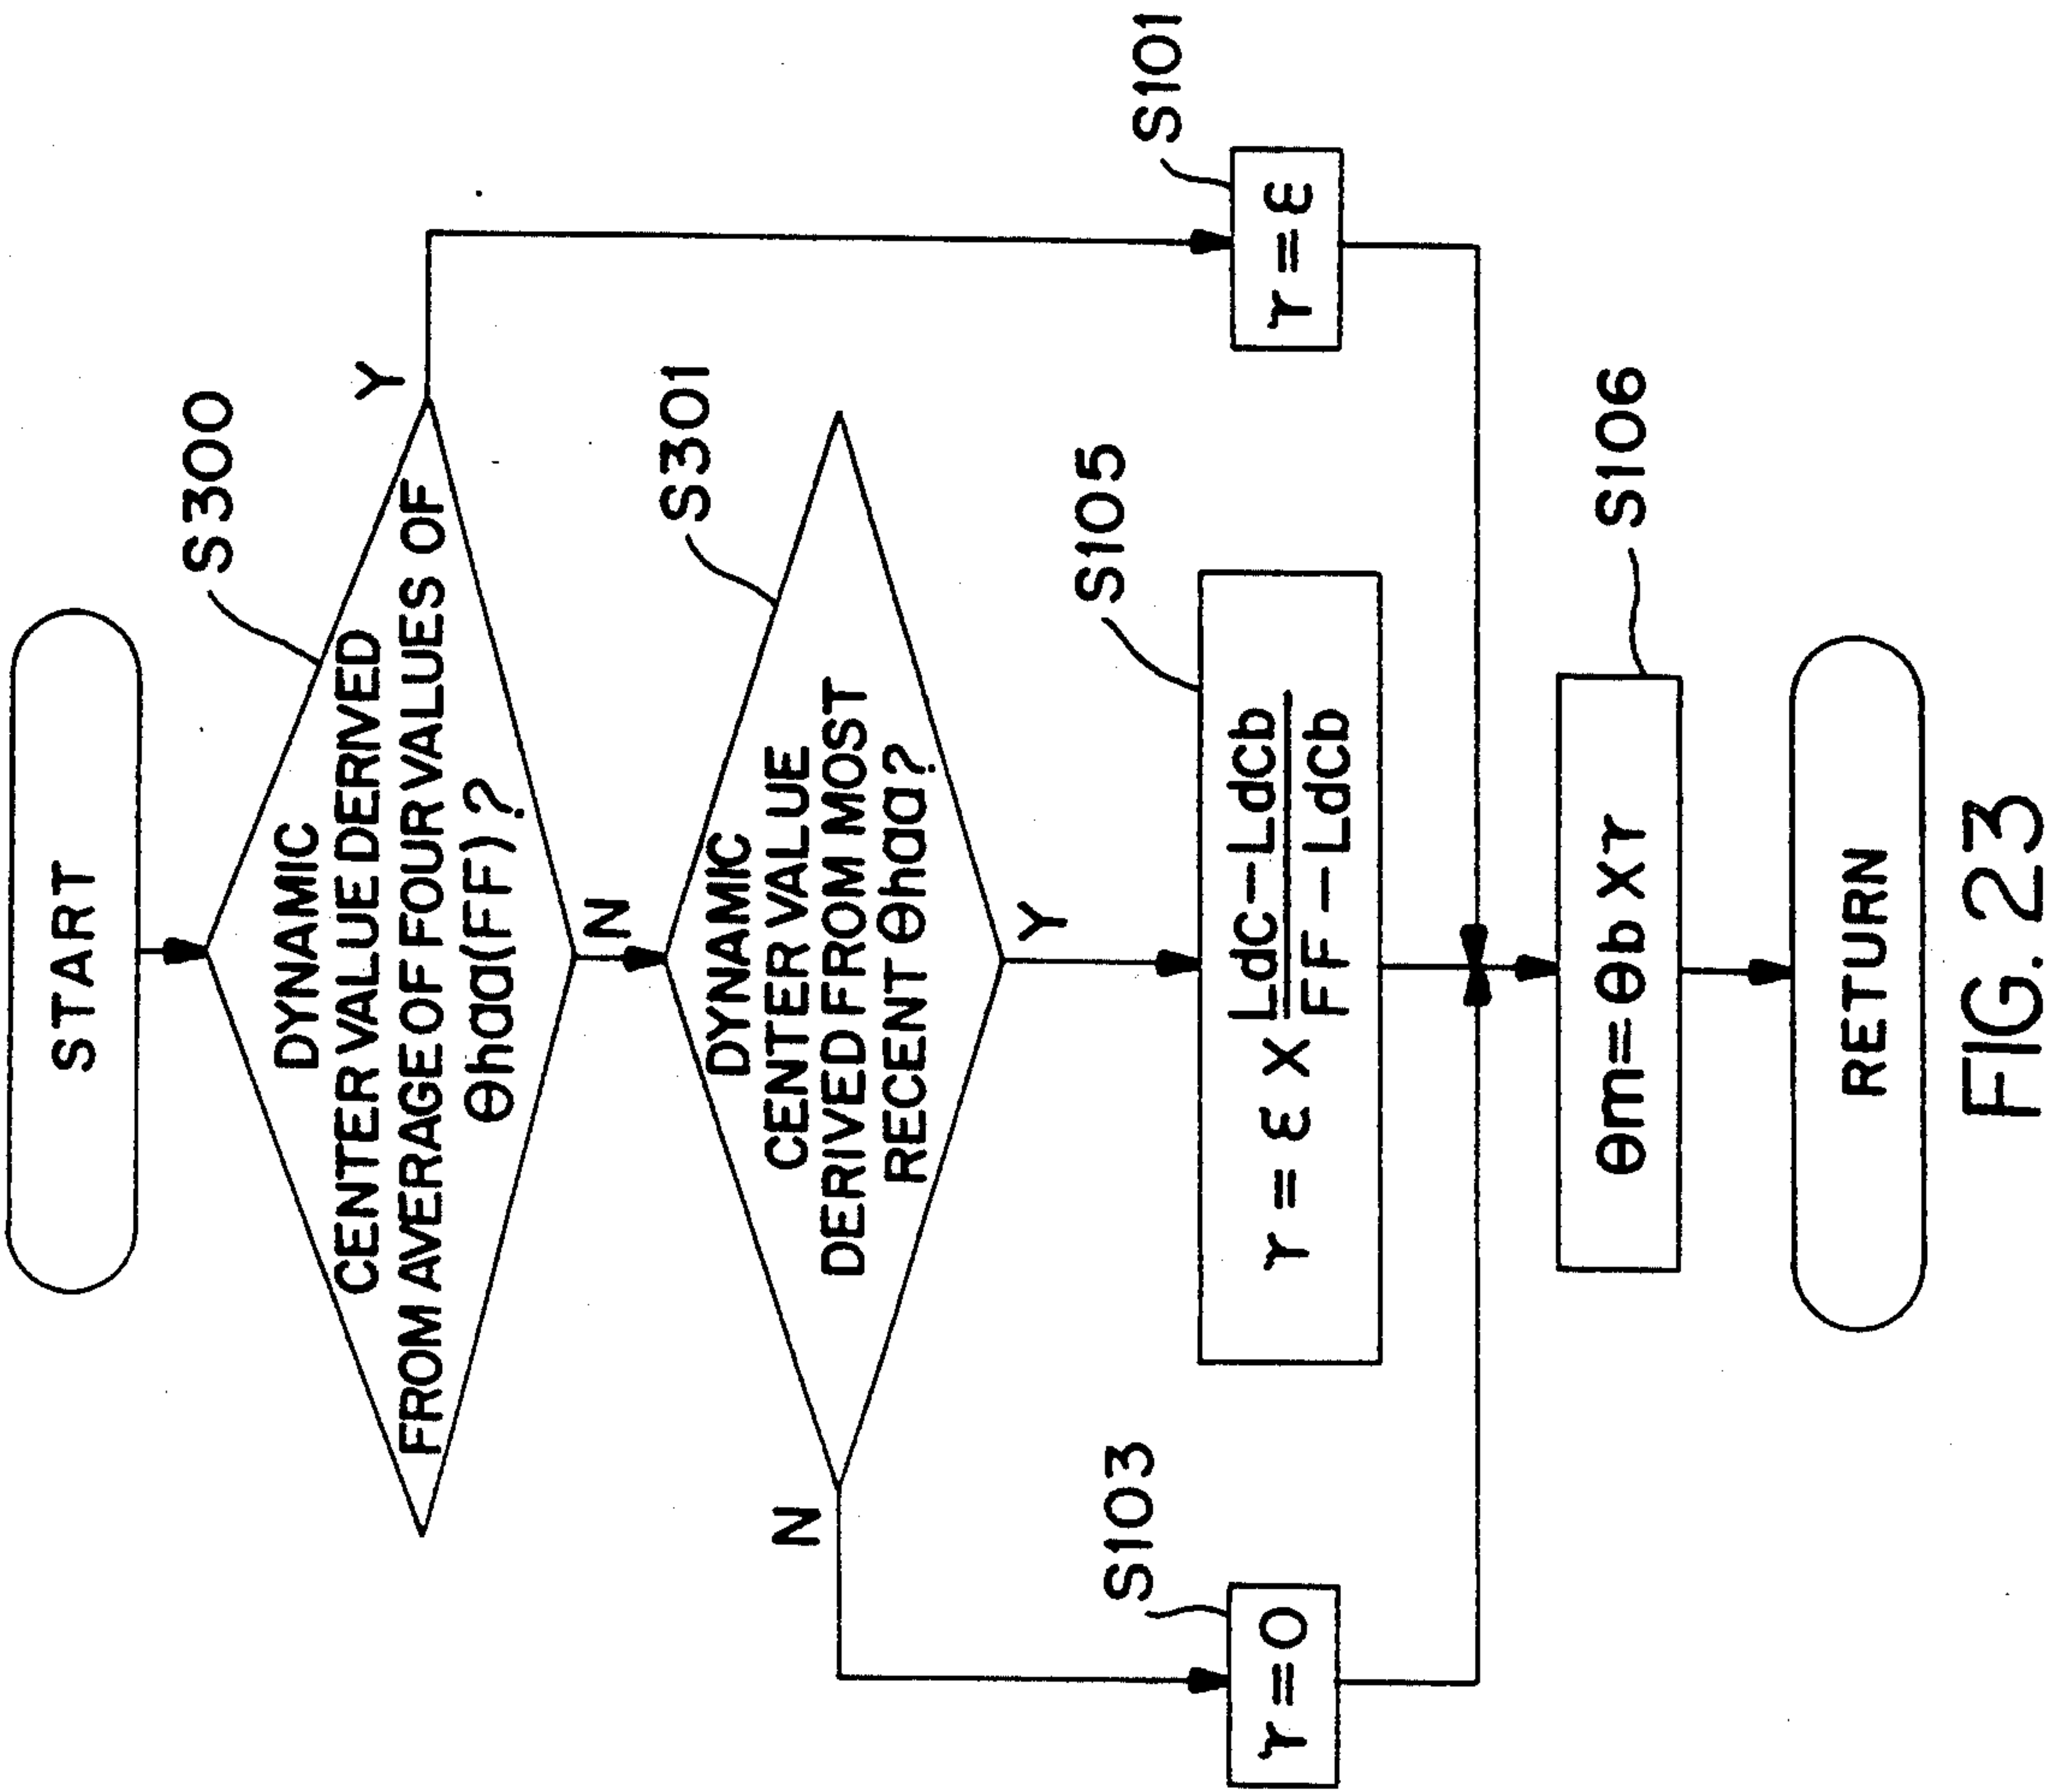 START
S300
DYNAMIC
CENTER VALUE DERIVED
FROM AVERAGE OF FOUR VALUES OF
θhaa(FF)?
Y
N
S301
DYNAMIC
CENTER VALUE
DERIVED FROM MOST
RECENT θhaa?
N
Y
S103
γ=0
S105
γ = ε X Ldc-Ldcb
FF-Ldcb
S101
γ = ε
S106
θm=θb Xγ
RETURN
FIG. 23